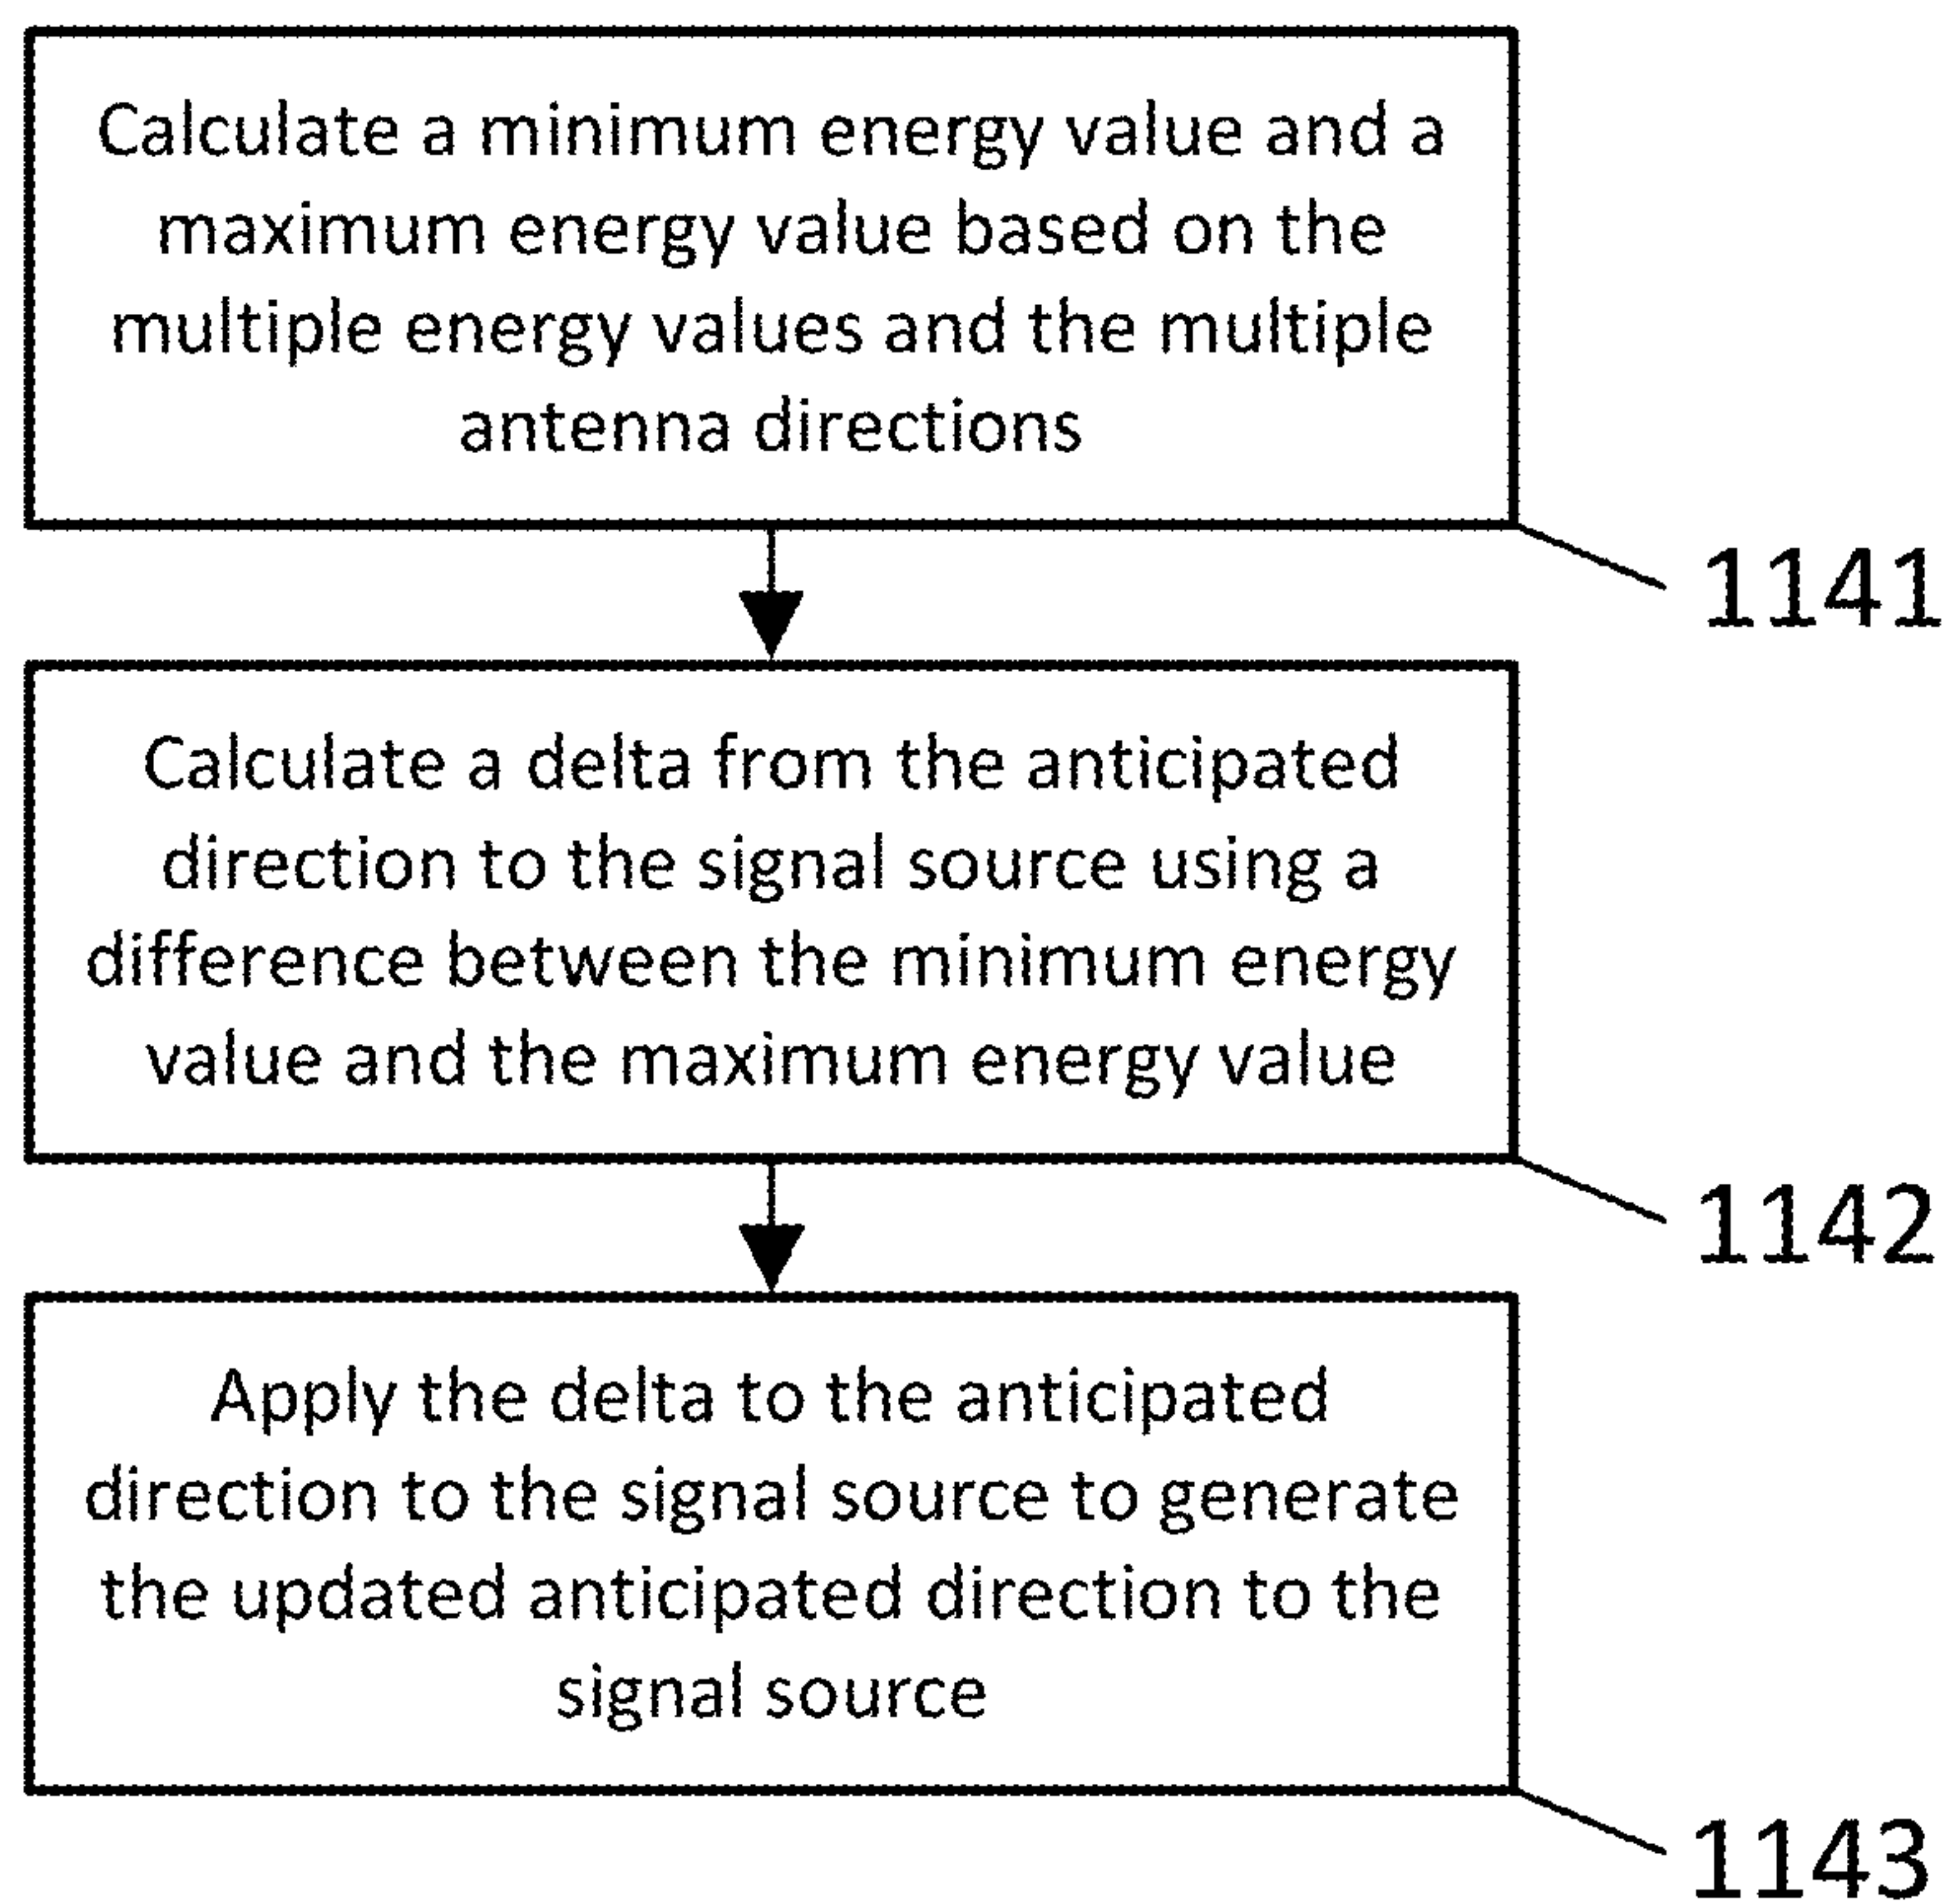 Calculate a minimum energy value and a
maximum energy value based on the
multiple energy values and the multiple
antenna directions
1141
Calculate a delta from the anticipated
direction to the signal source using a
difference between the minimum energy
value and the maximum energy value
1142
Apply the delta to the anticipated
direction to the signal source to generate
the updated anticipated direction to the
signal source
1143